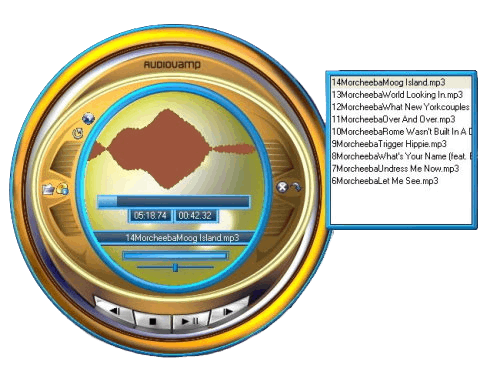 AUDIOVAMP
05:18.74 00:42.32
14MorcheebaMoog Island.mp3
14MorcheebaMoog Island.mp3
13MorcheebaWorld Looking In.mp3
12MorcheebaWhat New Yorkcouples
11MorcheebaOver And Over.mp3
10MorcheebaRome Wasn't Built In A D
9MorcheebaTrigger Hippie.mp3
8MorcheebaWhat's Your Name (feat. B
7MorcheebaUndress Me Now.mp3
6MorcheebaLet Me See.mp3